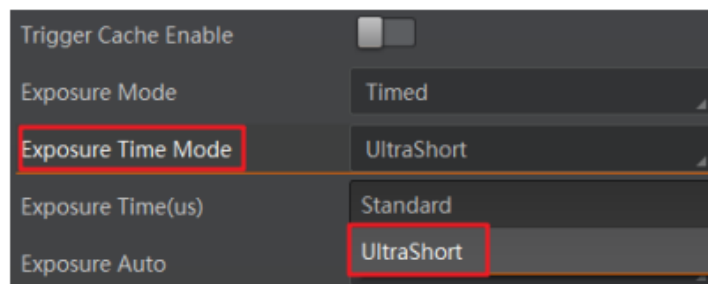 Trigger Cache Enable
Exposure Mode Timed
Exposure Time Mode UltraShort
Exposure Time(us) Standard
Exposure Auto UltraShort